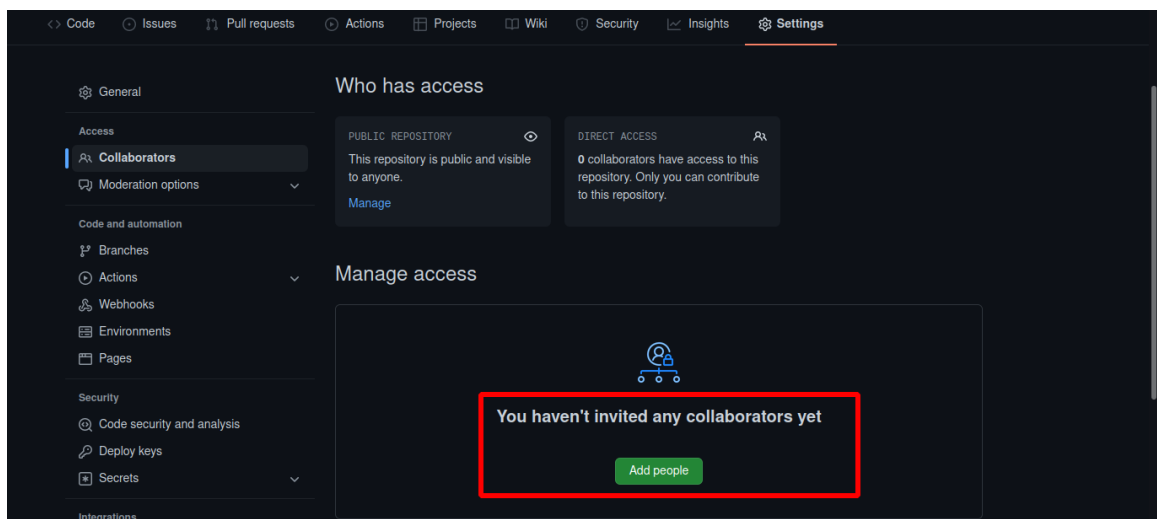 Code Issues Pull requests Actions Projects Wiki Security Insights Settings
General
Access
Collaborators
Moderation options
Code and automation
Branches
Actions
Webhooks
Environments
Pages
Security
Code security and analysis
Deploy keys
Secrets
Integrations
Who has access
PUBLIC REPOSITORY
This repository is public and visible
to anyone.
Manage
DIRECT ACCESS
0 collaborators have access to this
repository. Only you can contribute
to this repository.
Manage access
You haven't invited any collaborators yet
Add people